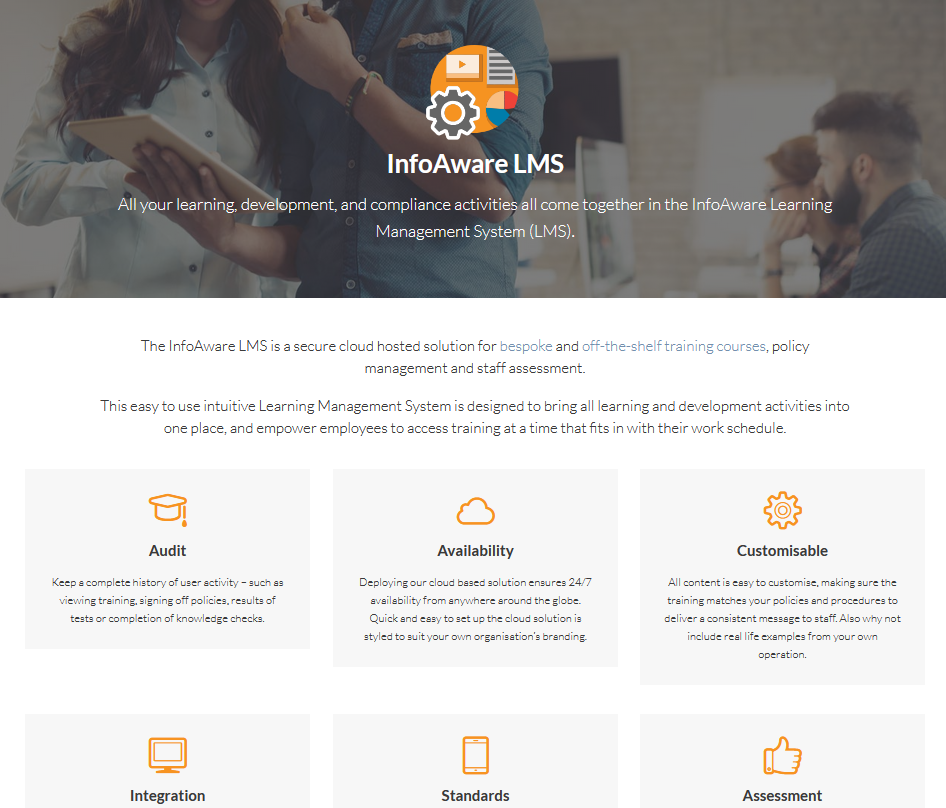 InfoAware LMS
All your learning, development, and compliance activities all come together in the InfoAware Learning
Management System (LMS).
The InfoAware LMS is a secure cloud hosted solution for bespoke and off-the-shelf training courses, policy
management and staff assessment.
This easy to use intuitive Learning Management System is designed to bring all learning and development activities into
one place, and empower employees to access training at a time that fits in with their work schedule.
Audit
Keep a complete history of user activity – such as
viewing training, signing off policies, results of
tests or completion of knowledge checks.
Availability
Deploying our cloud based solution ensures 24/7
availability from anywhere around the globe.
Quick and easy to set up the cloud solution is
styled to suit your own organisation's branding.
Customisable
All content is easy to customise, making sure the
training matches your policies and procedures to
deliver a consistent message to staff. Also why not
include real life examples from your own
operation.
Integration
Standards
Assessment